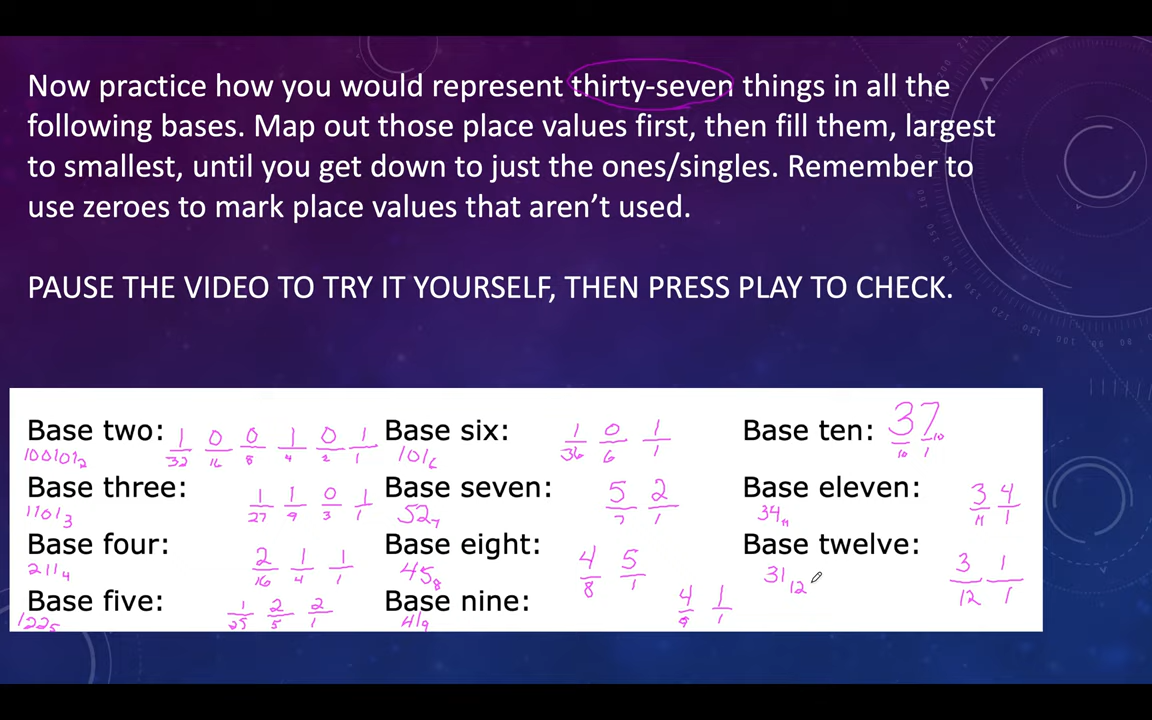 Now practice how you would represent thirty-seven things in all the
following bases. Map out those place values first, then fill them, largest
to smallest, until you get down to just the ones/singles. Remember to
use zeroes to mark place values that aren't used.
PAUSE THE VIDEO TO TRY IT YOURSELF, THEN PRESS PLAY TO CHECK.
Base two: 1 0 0 1 0 1
32 16 8 4 2 1
100101₂
Base three: 1 1 0 1
27 9 3 1
1101₃
Base four: 2 1 1
16 4 1
211₄
Base five: 1 2 2
25 5 1
122₅
Base six: 1 0 1
36 6 1
101₆
Base seven: 5 2
7 1
52₇
Base eight: 4 5
8 1
45₈
Base nine: 4 1
9 1
41₉
Base ten: 37₁₀
10 1
Base eleven: 3 4
11 1
34₁₁
Base twelve: 3 1
12 1
31₁₂